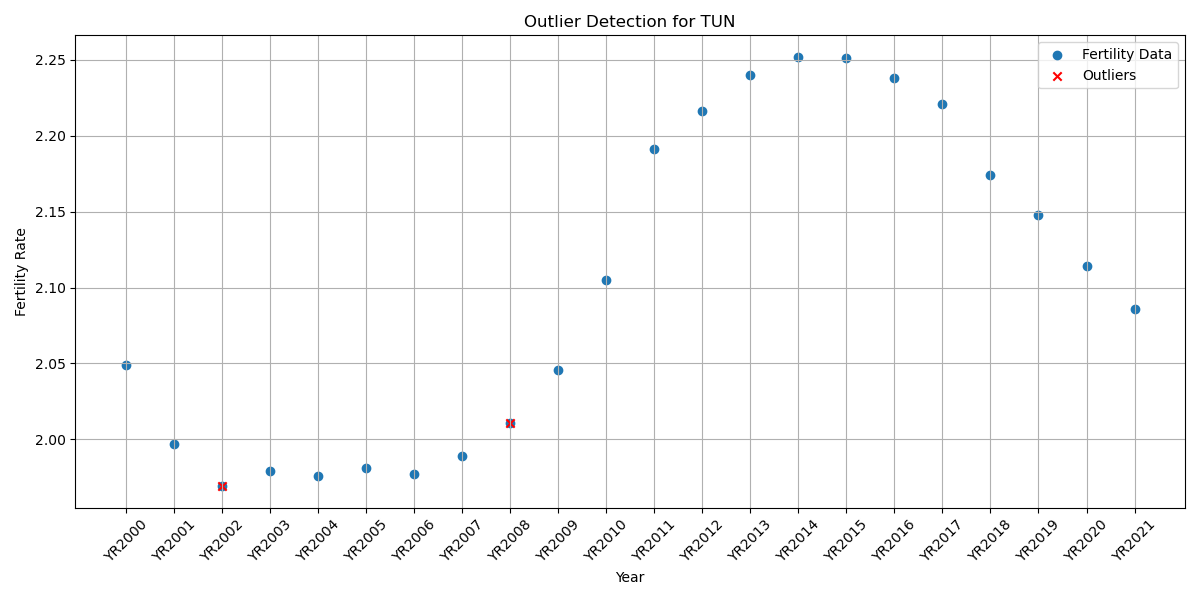 Outlier Detection for TUN
Fertility Data
Outliers
Fertility Rate
2.25
2.20
2.15
2.10
2.05
2.00
YR2000
YR2001
YR2002
YR2003
YR2004
YR2005
YR2006
YR2007
YR2008
YR2009
YR2010
YR2011
YR2012
YR2013
YR2014
YR2015
YR2016
YR2017
YR2018
YR2019
YR2020
YR2021
Year